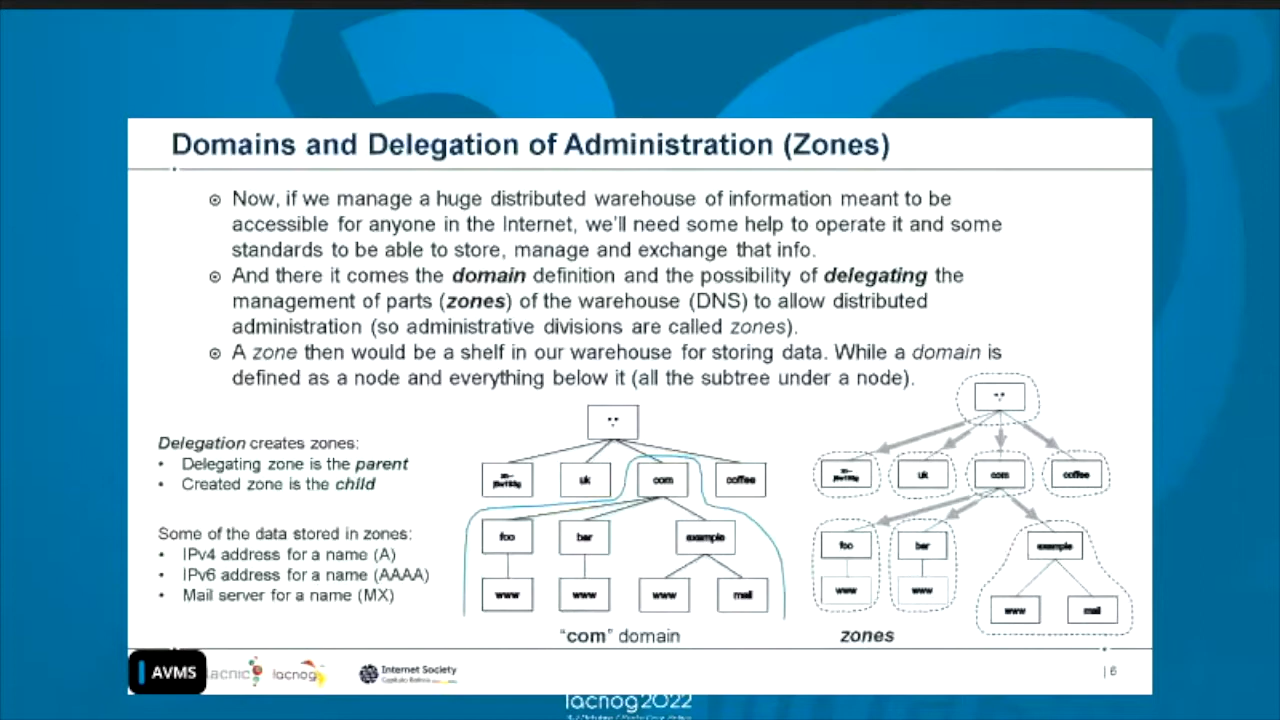 Domains and Delegation of Administration (Zones)
Now, if we manage a huge distributed warehouse of information meant to be
accessible for anyone in the Internet, we'll need some help to operate it and some
standards to be able to store, manage and exchange that info.
And there it comes the domain definition and the possibility of delegating the
management of parts (zones) of the warehouse (DNS) to allow distributed
administration (so administrative divisions are called zones).
A zone then would be a shelf in our warehouse for storing data. While a domain is
defined as a node and everything below it (all the subtree under a node).
Delegation creates zones:
• Delegating zone is the parent
• Created zone is the child
Some of the data stored in zones:
• IPv4 address for a name (A)
• IPv6 address for a name (AAAA)
• Mail server for a name (MX)
uk
com
coffee
foo
bar
example
www
www
www
mail
"com" domain
uk
com
coffee
foo
bar
example
www
www
www
mail
zones
AVMS
lacnic
lacnog
Internet Society
| 6
lacnog2022